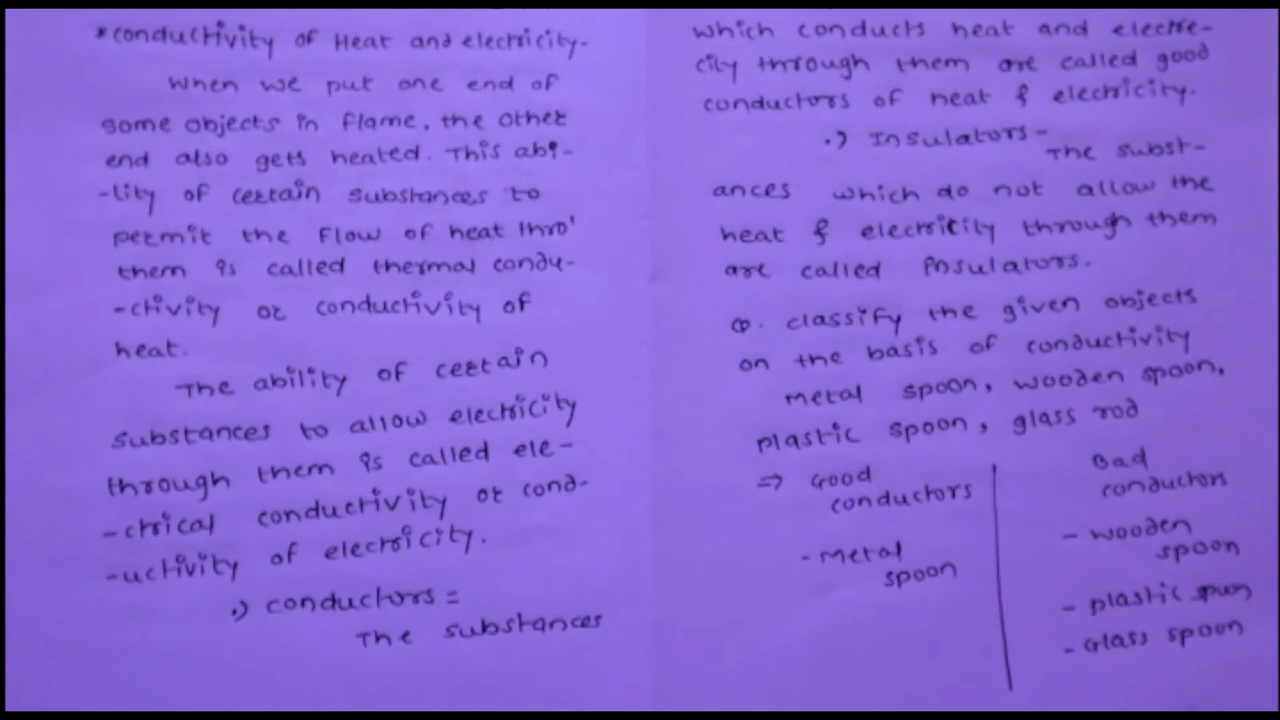 *Conductivity of Heat and electricity.
When we put one end of
some objects in flame, the other
end also gets heated. This abi-
-lity of certain substances to
permit the flow of heat thro'
them is called thermal condu-
-ctivity or conductivity of
heat.
The ability of certain
substances to allow electricity
through them is called ele-
-ctrical conductivity or cond-
-uctivity of electricity.
.) conductors =
The substances
which conducts heat and electri-
city through them are called good
conductors of heat & electricity.
.) Insulators -
The subst-
ances which do not allow the
heat & electricity through them
are called insulators.
Q. classify the given objects
on the basis of conductivity
metal spoon, wooden spoon,
plastic spoon, glass rod
=> Good
conductors
- metal
spoon
Bad
conductors
- wooden
spoon
- plastic spoon
- Glass spoon